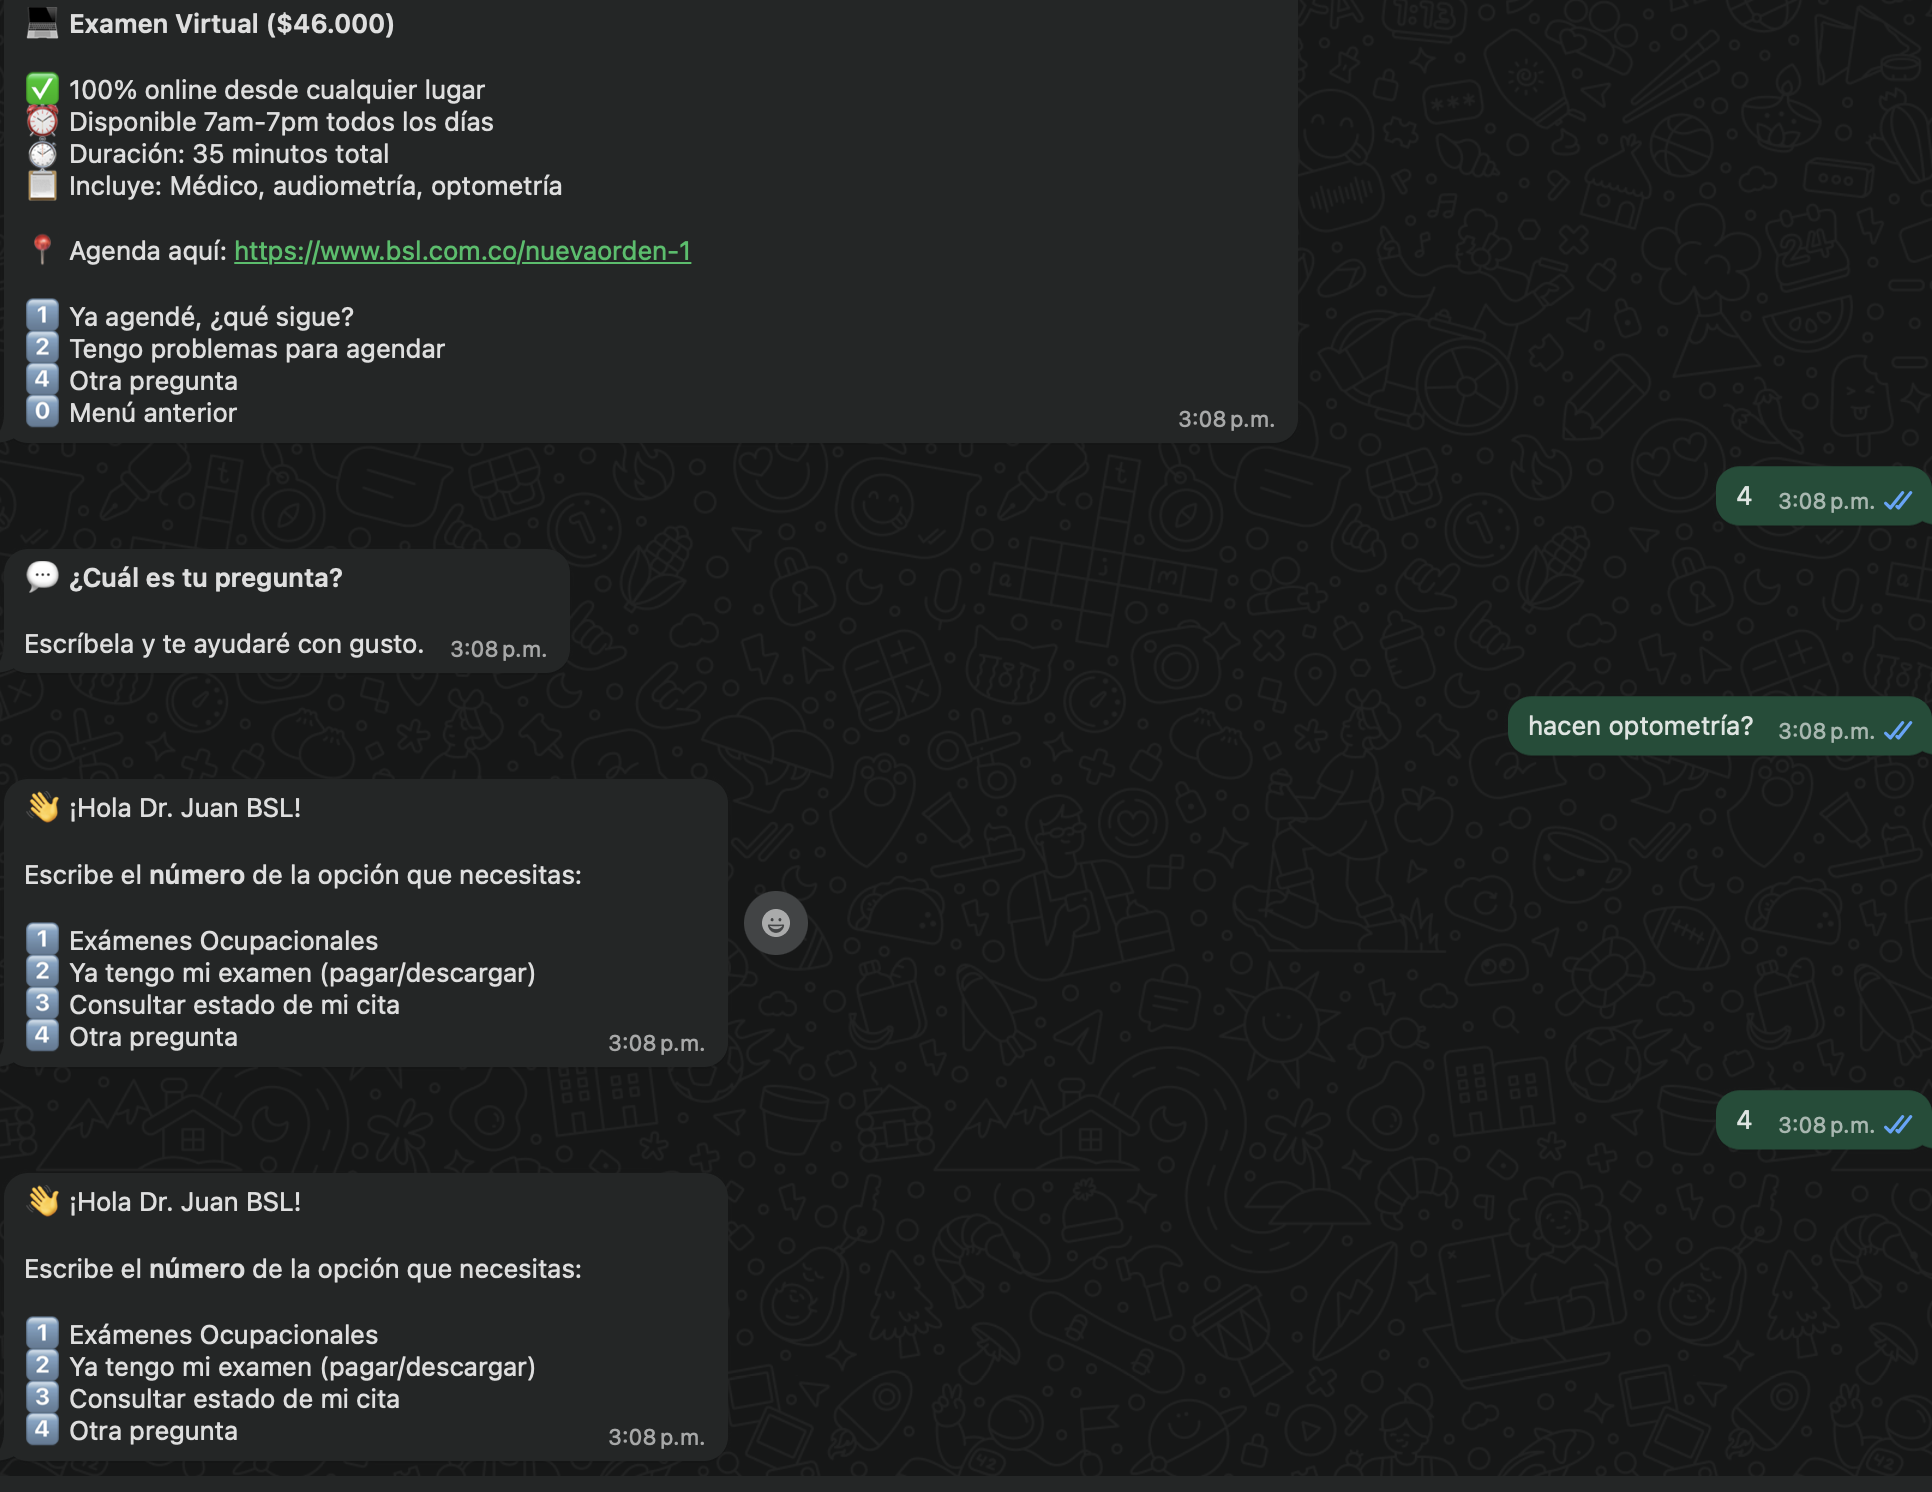 💻 Examen Virtual ($46.000)
✅ 100% online desde cualquier lugar
⏰ Disponible 7am-7pm todos los días
⏱️ Duración: 35 minutos total
📋 Incluye: Médico, audiometría, optometría
📍 Agenda aquí: https://www.bsl.com.co/nuevaorden-1
1️⃣ Ya agendé, ¿qué sigue?
2️⃣ Tengo problemas para agendar
4️⃣ Otra pregunta
0️⃣ Menú anterior
3:08 p.m.
4 3:08 p.m.
💬 ¿Cuál es tu pregunta?
Escríbela y te ayudaré con gusto. 3:08 p.m.
hacen optometría? 3:08 p.m.
👋 ¡Hola Dr. Juan BSL!
Escribe el número de la opción que necesitas:
1️⃣ Exámenes Ocupacionales
2️⃣ Ya tengo mi examen (pagar/descargar)
3️⃣ Consultar estado de mi cita
4️⃣ Otra pregunta
3:08 p.m.
4 3:08 p.m.
👋 ¡Hola Dr. Juan BSL!
Escribe el número de la opción que necesitas:
1️⃣ Exámenes Ocupacionales
2️⃣ Ya tengo mi examen (pagar/descargar)
3️⃣ Consultar estado de mi cita
4️⃣ Otra pregunta
3:08 p.m.